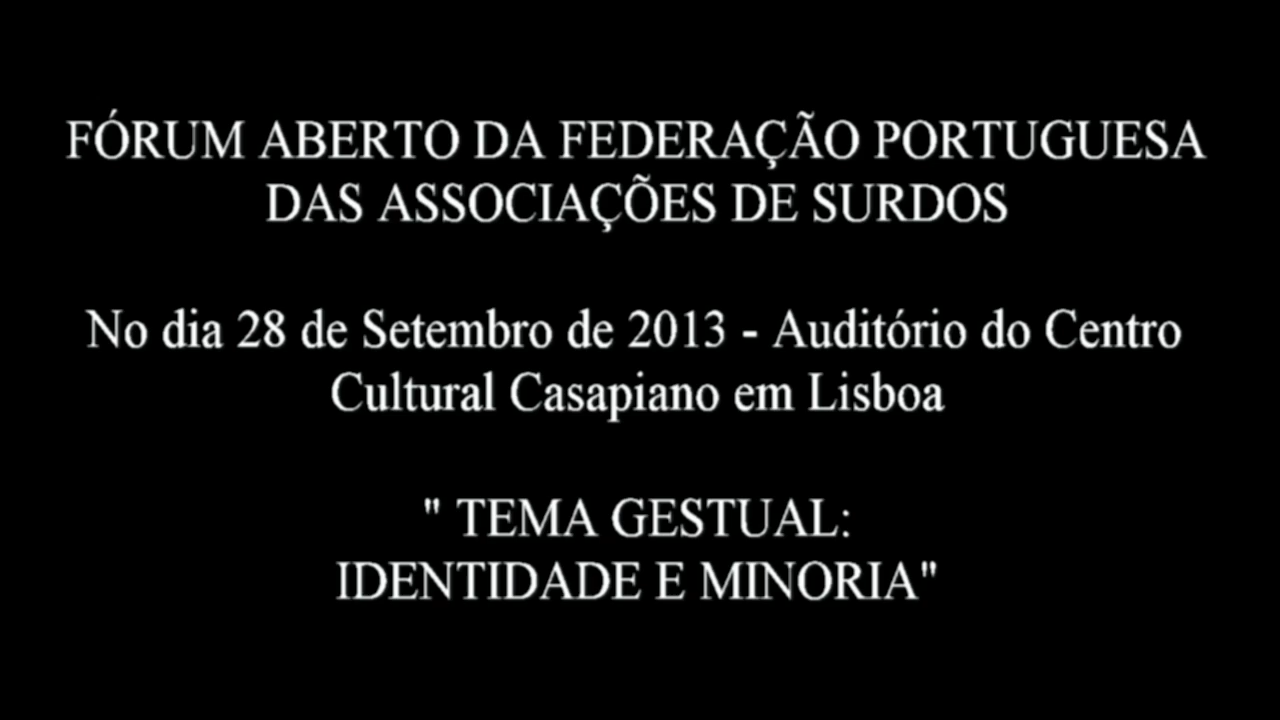 FÓRUM ABERTO DA FEDERAÇÃO PORTUGUESA
DAS ASSOCIAÇÕES DE SURDOS
No dia 28 de Setembro de 2013 - Auditório do Centro
Cultural Casapiano em Lisboa
" TEMA GESTUAL:
IDENTIDADE E MINORIA"